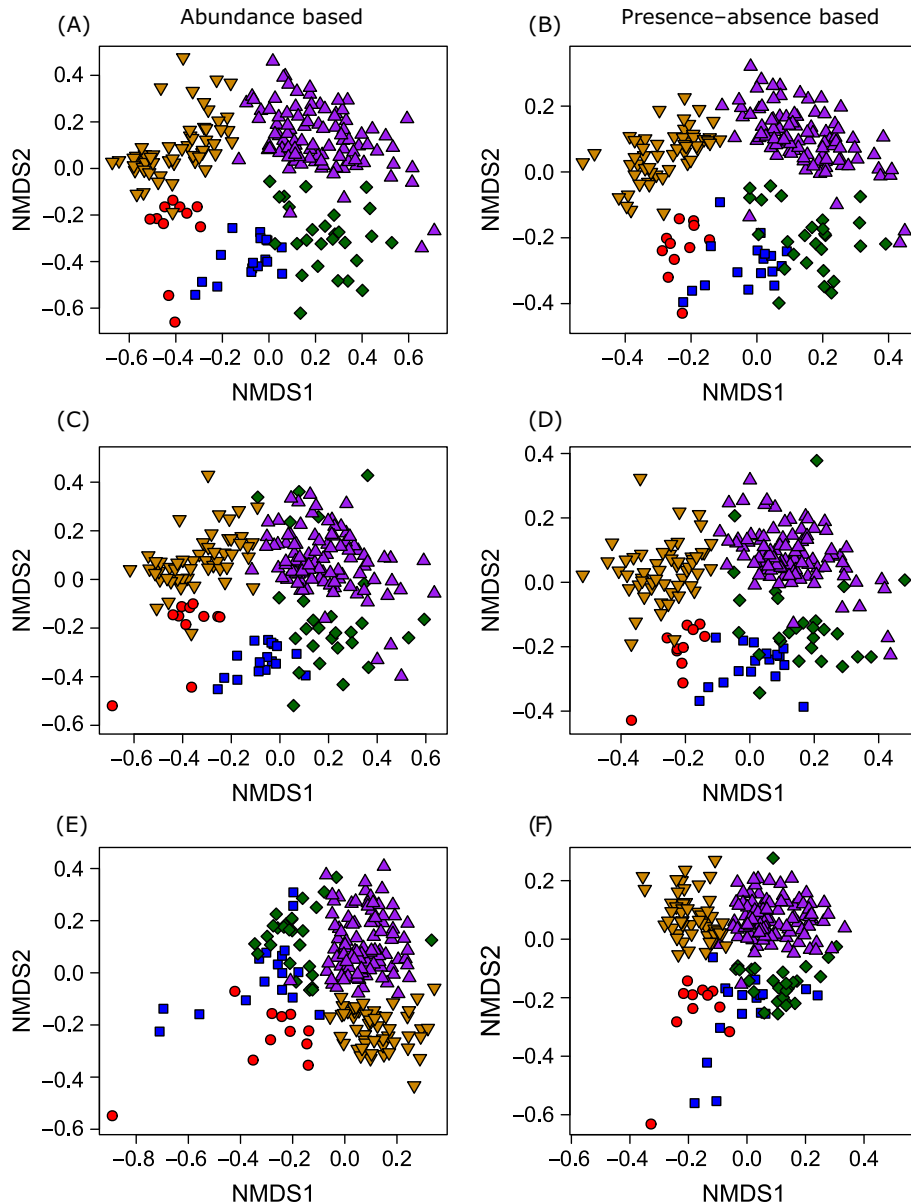 Abundance based
Presence–absence based
(A)
(B)
0.4
0.2
0.0
−0.2
−0.4
−0.6
NMDS2
−0.6 −0.4 −0.2 0.0 0.2 0.4 0.6
NMDS1
0.4
0.2
0.0
−0.2
−0.4
NMDS2
−0.4 −0.2 0.0 0.2 0.4
NMDS1
(C)
(D)
0.4
0.2
0.0
−0.2
−0.4
−0.6
NMDS2
−0.6 −0.4 −0.2 0.0 0.2 0.4 0.6
NMDS1
0.4
0.2
0.0
−0.2
−0.4
NMDS2
−0.4 −0.2 0.0 0.2 0.4
NMDS1
(E)
(F)
0.4
0.2
0.0
−0.2
−0.4
−0.6
NMDS2
−0.8 −0.6 −0.4 −0.2 0.0 0.2
NMDS1
0.2
0.0
−0.2
−0.4
−0.6
NMDS2
−0.6 −0.4 −0.2 0.0 0.2 0.4
NMDS1